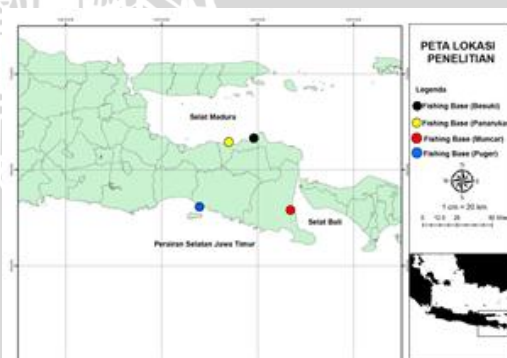 PETA LOKASI
PENELITIAN
Legenda
Fishing Base (Besuki)
Fishing Base (Panaruka
Fishing Base (Muncar)
Fishing Base (Puger)
1 cm = 20 km
Selat Madura
Selat Bali
Perairan Selatan Jawa Timur